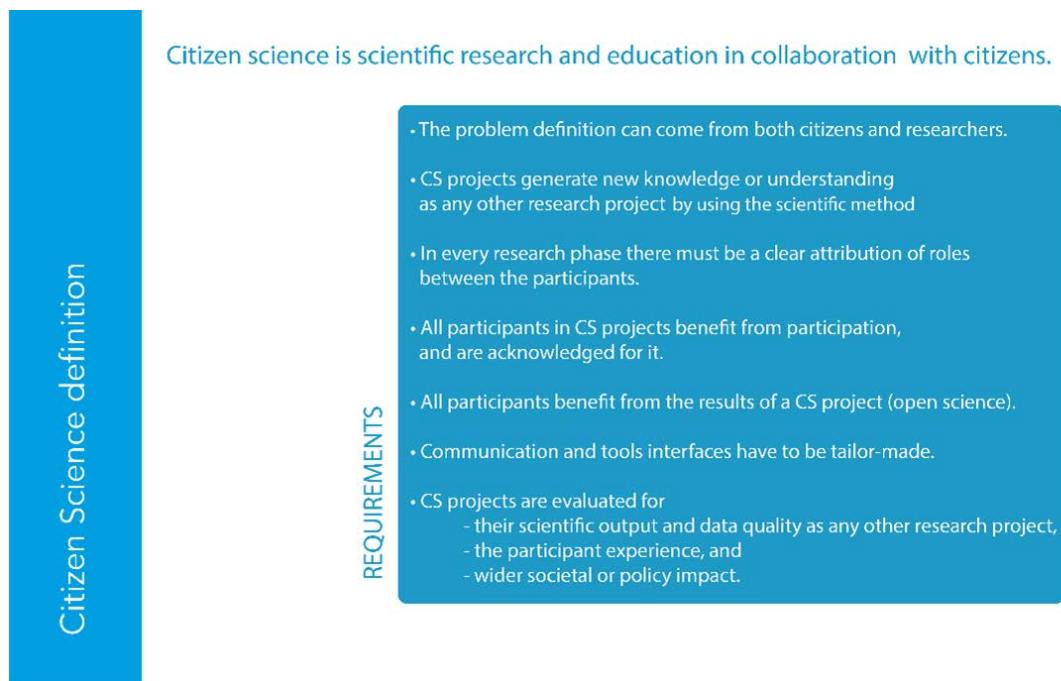 Citizen Science definition
Citizen science is scientific research and education in collaboration with citizens.
REQUIREMENTS
• The problem definition can come from both citizens and researchers.
• CS projects generate new knowledge or understanding
as any other research project by using the scientific method
• In every research phase there must be a clear attribution of roles
between the participants.
• All participants in CS projects benefit from participation,
and are acknowledged for it.
• All participants benefit from the results of a CS project (open science).
• Communication and tools interfaces have to be tailor-made.
• CS projects are evaluated for
- their scientific output and data quality as any other research project,
- the participant experience, and
- wider societal or policy impact.